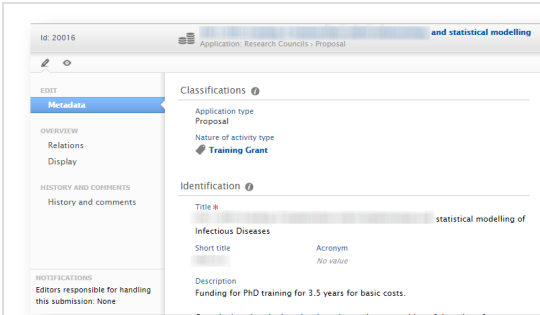 Id: 20016
and statistical modelling
Application: Research Councils › Proposal
EDIT
Metadata
OVERVIEW
Relations
Display
HISTORY AND COMMENTS
History and comments
NOTIFICATIONS
Editors responsible for handling
this submission: None
Classifications
Application type
Proposal
Nature of activity type
Training Grant
Identification
Title *
statistical modelling of
Infectious Diseases
Short title Acronym
No value
Description
Funding for PhD training for 3.5 years for basic costs.